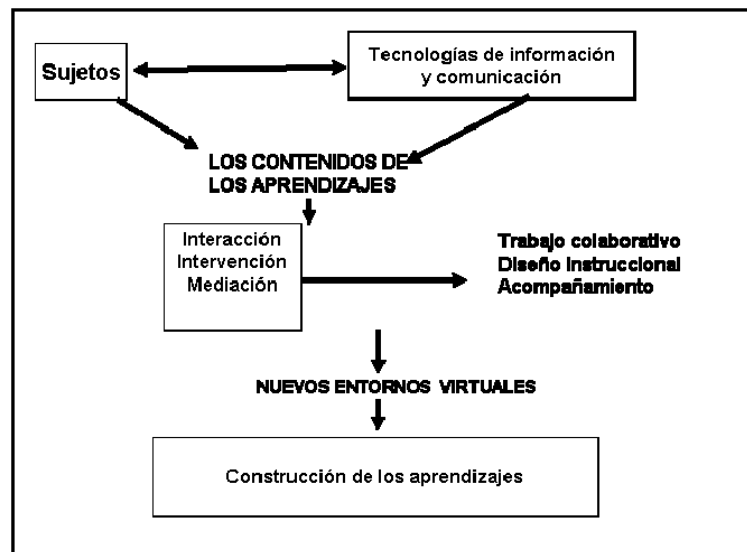 Sujetos
Tecnologías de información
y comunicación
LOS CONTENIDOS DE
LOS APRENDIZAJES
Interacción
Intervención
Mediación
Trabajo colaborativo
Diseño instruccional
Acompañamiento
NUEVOS ENTORNOS VIRTUALES
Construcción de los aprendizajes